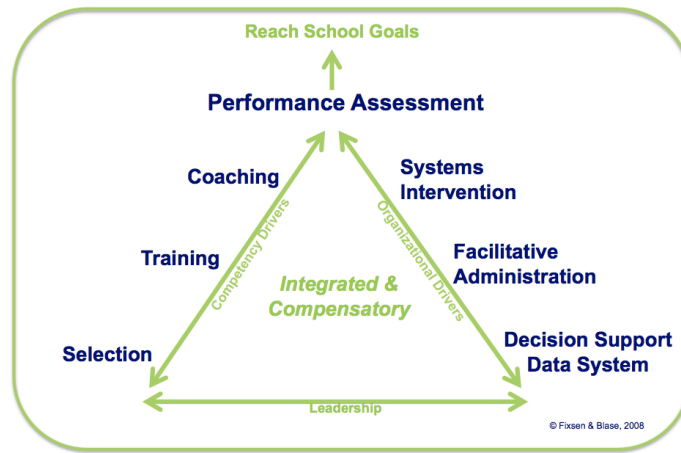 Reach School Goals
Performance Assessment
Coaching
Systems
Intervention
Competency Drivers
Organizational Drivers
Training
Facilitative
Administration
Integrated &
Compensatory
Selection
Decision Support
Data System
Leadership
© Fixsen & Blase, 2008